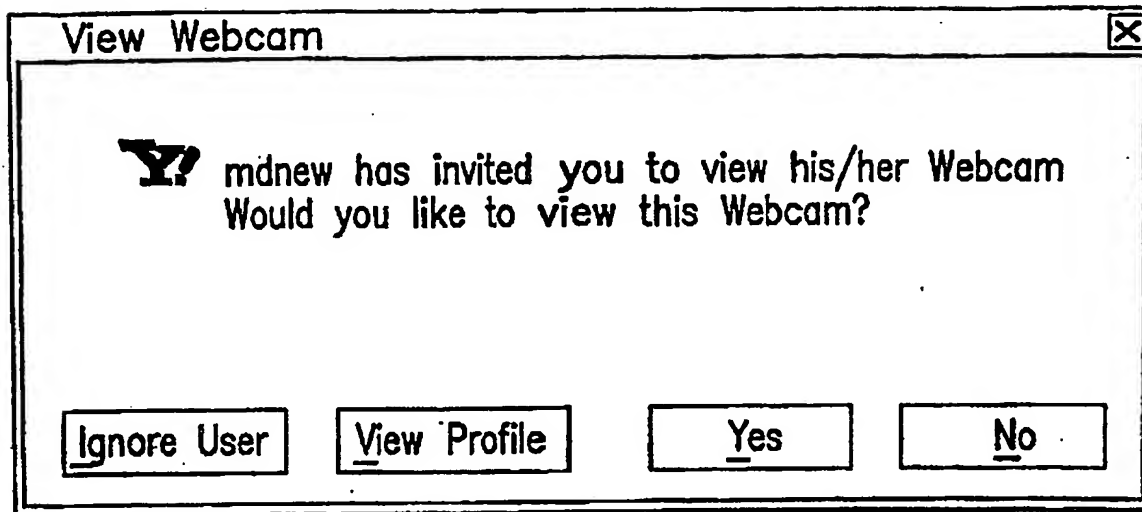 View Webcam
Y! mdnew has invited you to view his/her Webcam
Would you like to view this Webcam?
Ignore User View Profile Yes No